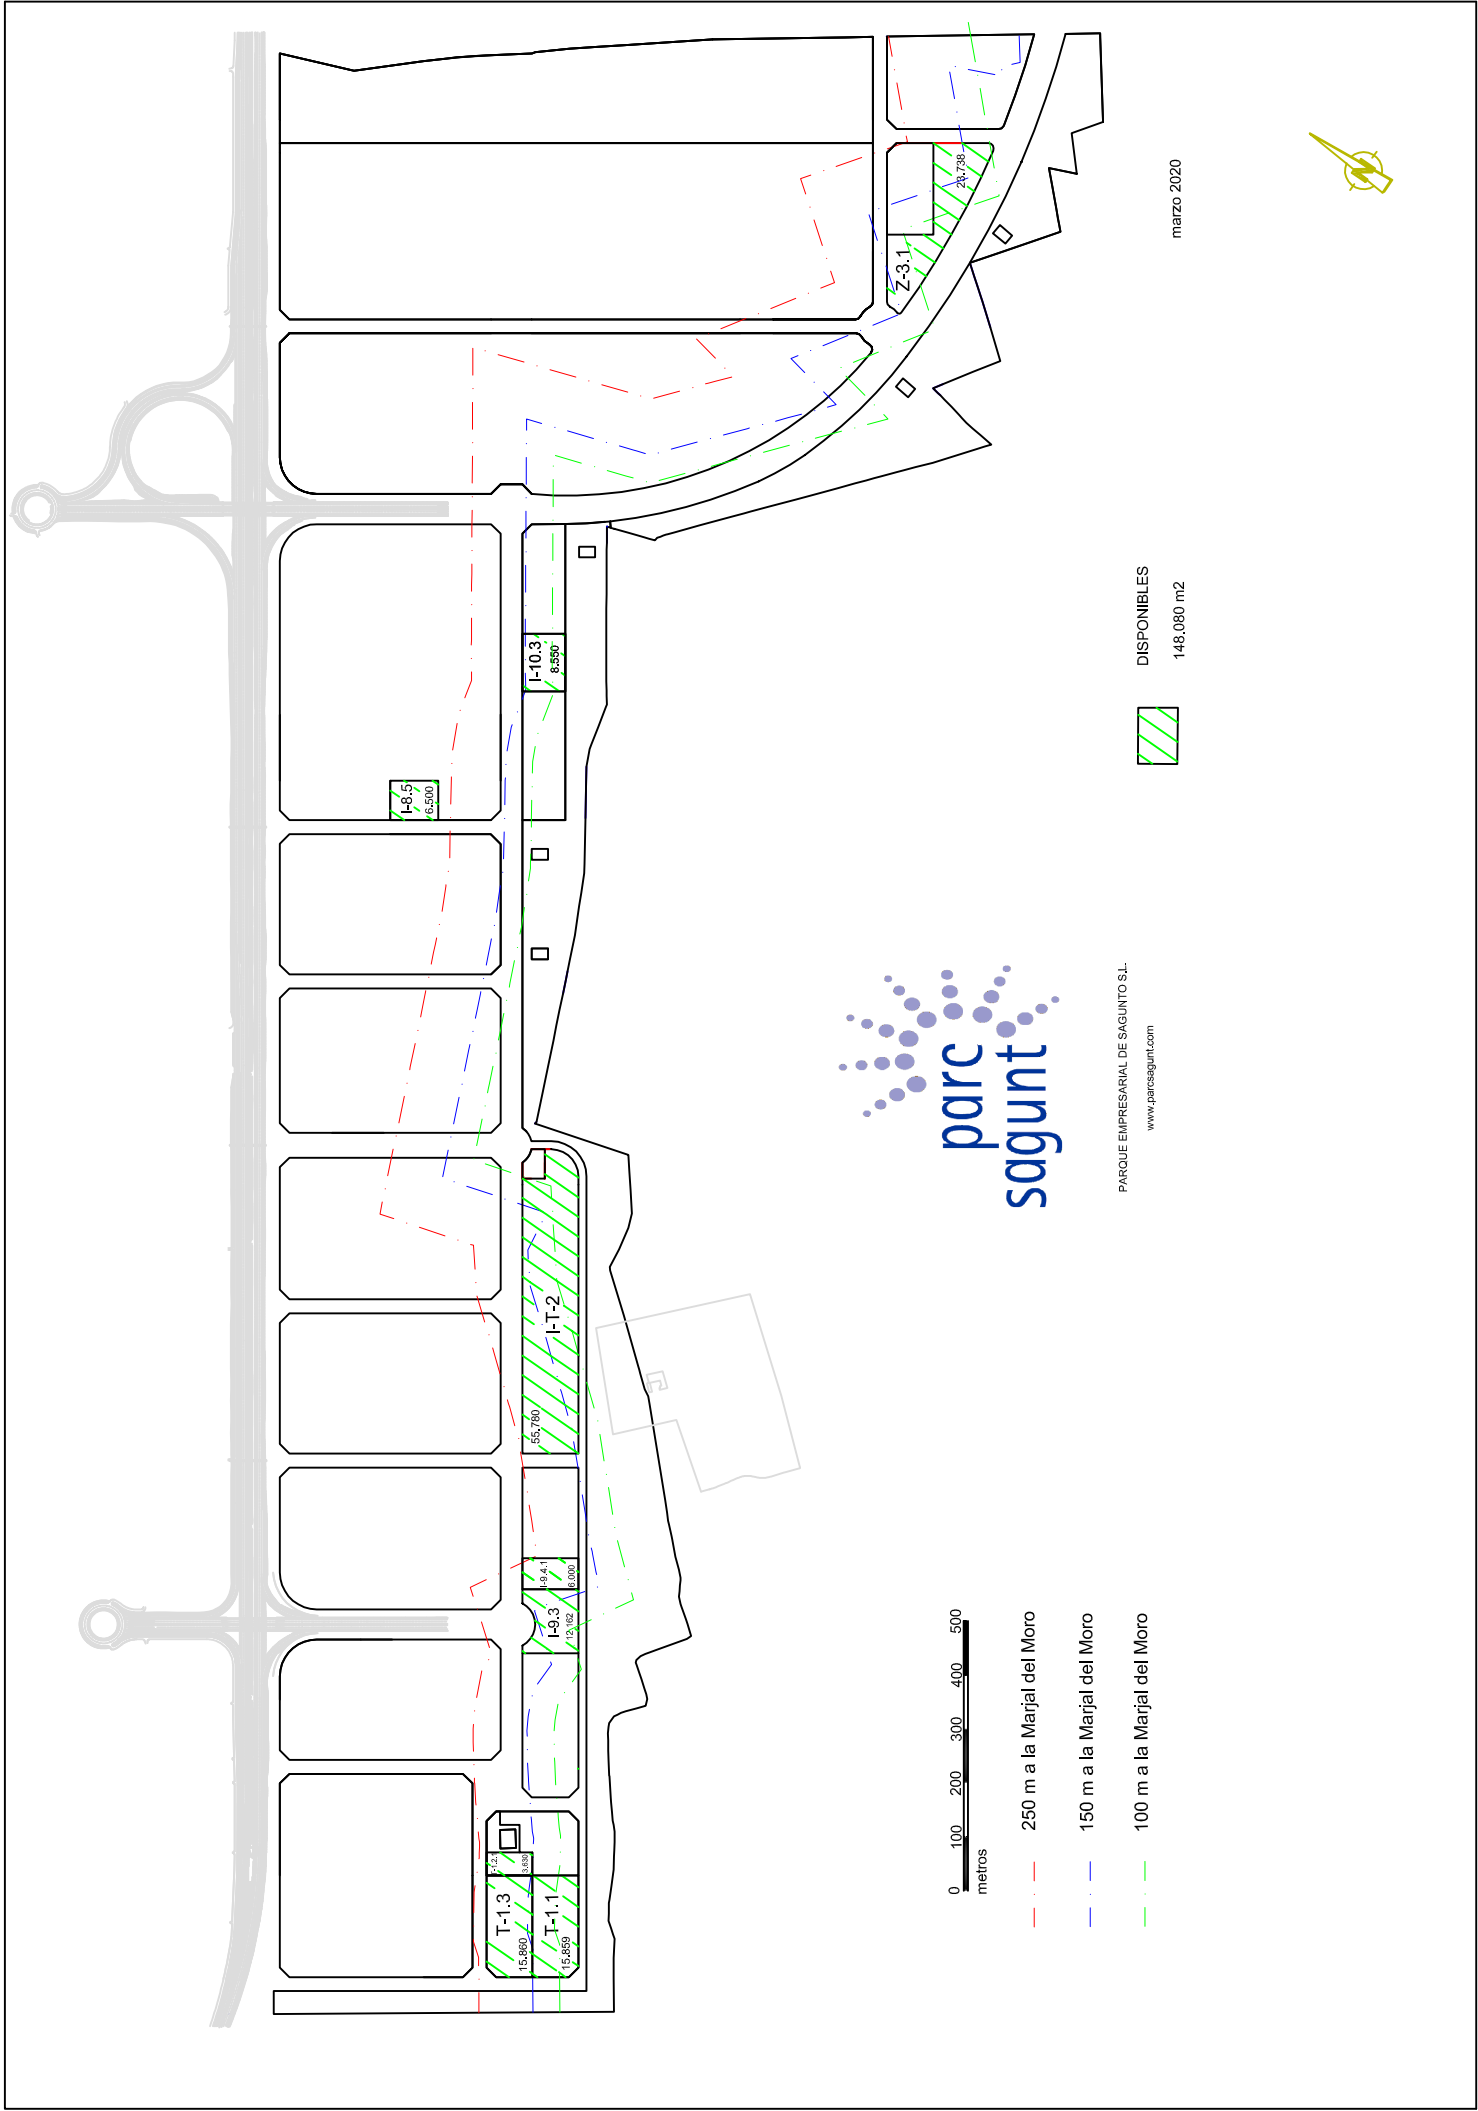 T-1.3
15.860
T-1.1
15.859
3.630
I-9.3
12.162
I-9.4.1
6.000
I-T-2
55.780
I-8.5
6.500
I-10.3
8.550
Z-3.1
23.738
0 100 200 300 400 500
metros
250 m a la Marjal del Moro
150 m a la Marjal del Moro
100 m a la Marjal del Moro
parc
sagunt
PARQUE EMPRESARIAL DE SAGUNTO S.L.
www.parcsagunt.com
DISPONIBLES
148.080 m2
marzo 2020
N